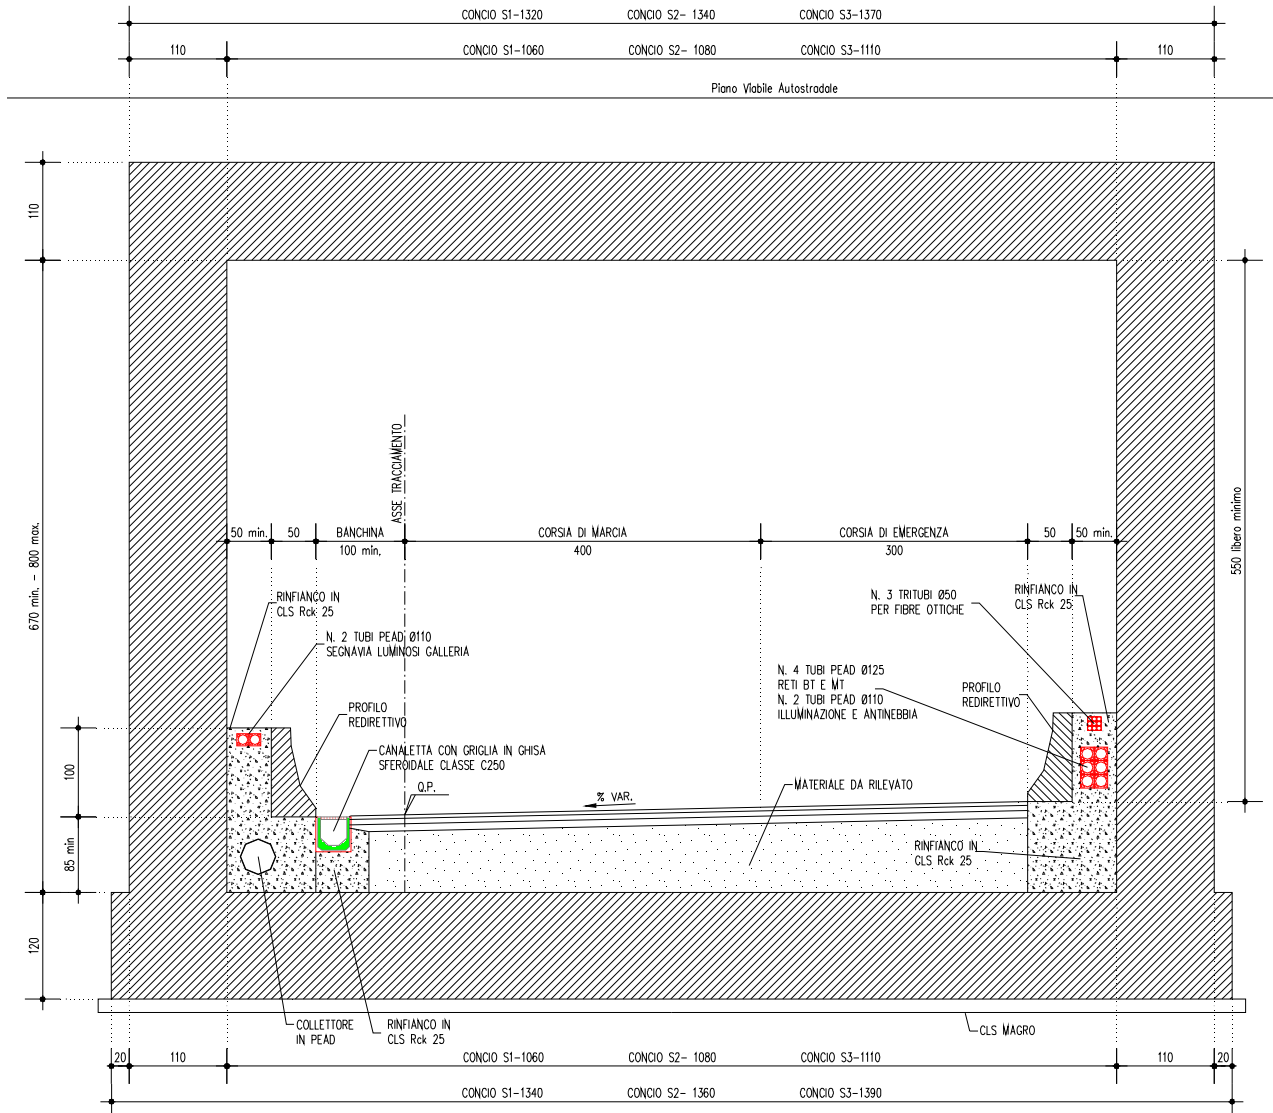 CONCIO S1-1320 CONCIO S2- 1340 CONCIO S3-1370
110 CONCIO S1-1060 CONCIO S2- 1080 CONCIO S3-1110 110
Piano Viabile Autostradale
110
670 min. - 800 max.
120
100
85 min
550 libero minimo
ASSE TRACCIAMENTO
50 min. 50 BANCHINA CORSIA DI MARCIA CORSIA DI EMERGENZA 50 50 min.
100 min. 400 300
RINFIANCO IN
CLS Rck 25
N. 2 TUBI PEAD Ø110
SEGNAVIA LUMINOSI GALLERIA
PROFILO
REDIRETTIVO
CANALETTA CON GRIGLIA IN GHISA
SFEROIDALE CLASSE C250
Q.P.
% VAR.
N. 3 TRITUBI Ø50
PER FIBRE OTTICHE
RINFIANCO IN
CLS Rck 25
N. 4 TUBI PEAD Ø125
RETI BT E MT
N. 2 TUBI PEAD Ø110
ILLUMINAZIONE E ANTINEBBIA
PROFILO
REDIRETTIVO
MATERIALE DA RILEVATO
RINFIANCO IN
CLS Rck 25
COLLETTORE
IN PEAD
RINFIANCO IN
CLS Rck 25
CLS MAGRO
20 110 CONCIO S1-1060 CONCIO S2- 1080 CONCIO S3-1110 110 20
CONCIO S1-1340 CONCIO S2- 1360 CONCIO S3-1390